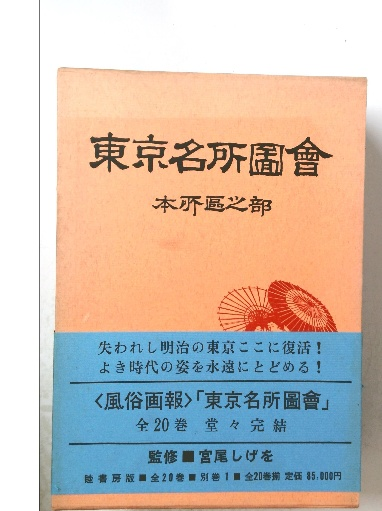 東京名所圖會
本所區之部
失われし明治の東京ここに復活！
よき時代の姿を永遠にとどめる！
〈風俗画報〉「東京名所圖會」
全20巻 堂々完結
監修■宮尾しげを
睦書房版■全20巻■別巻1■全20巻揃 定価85,000円